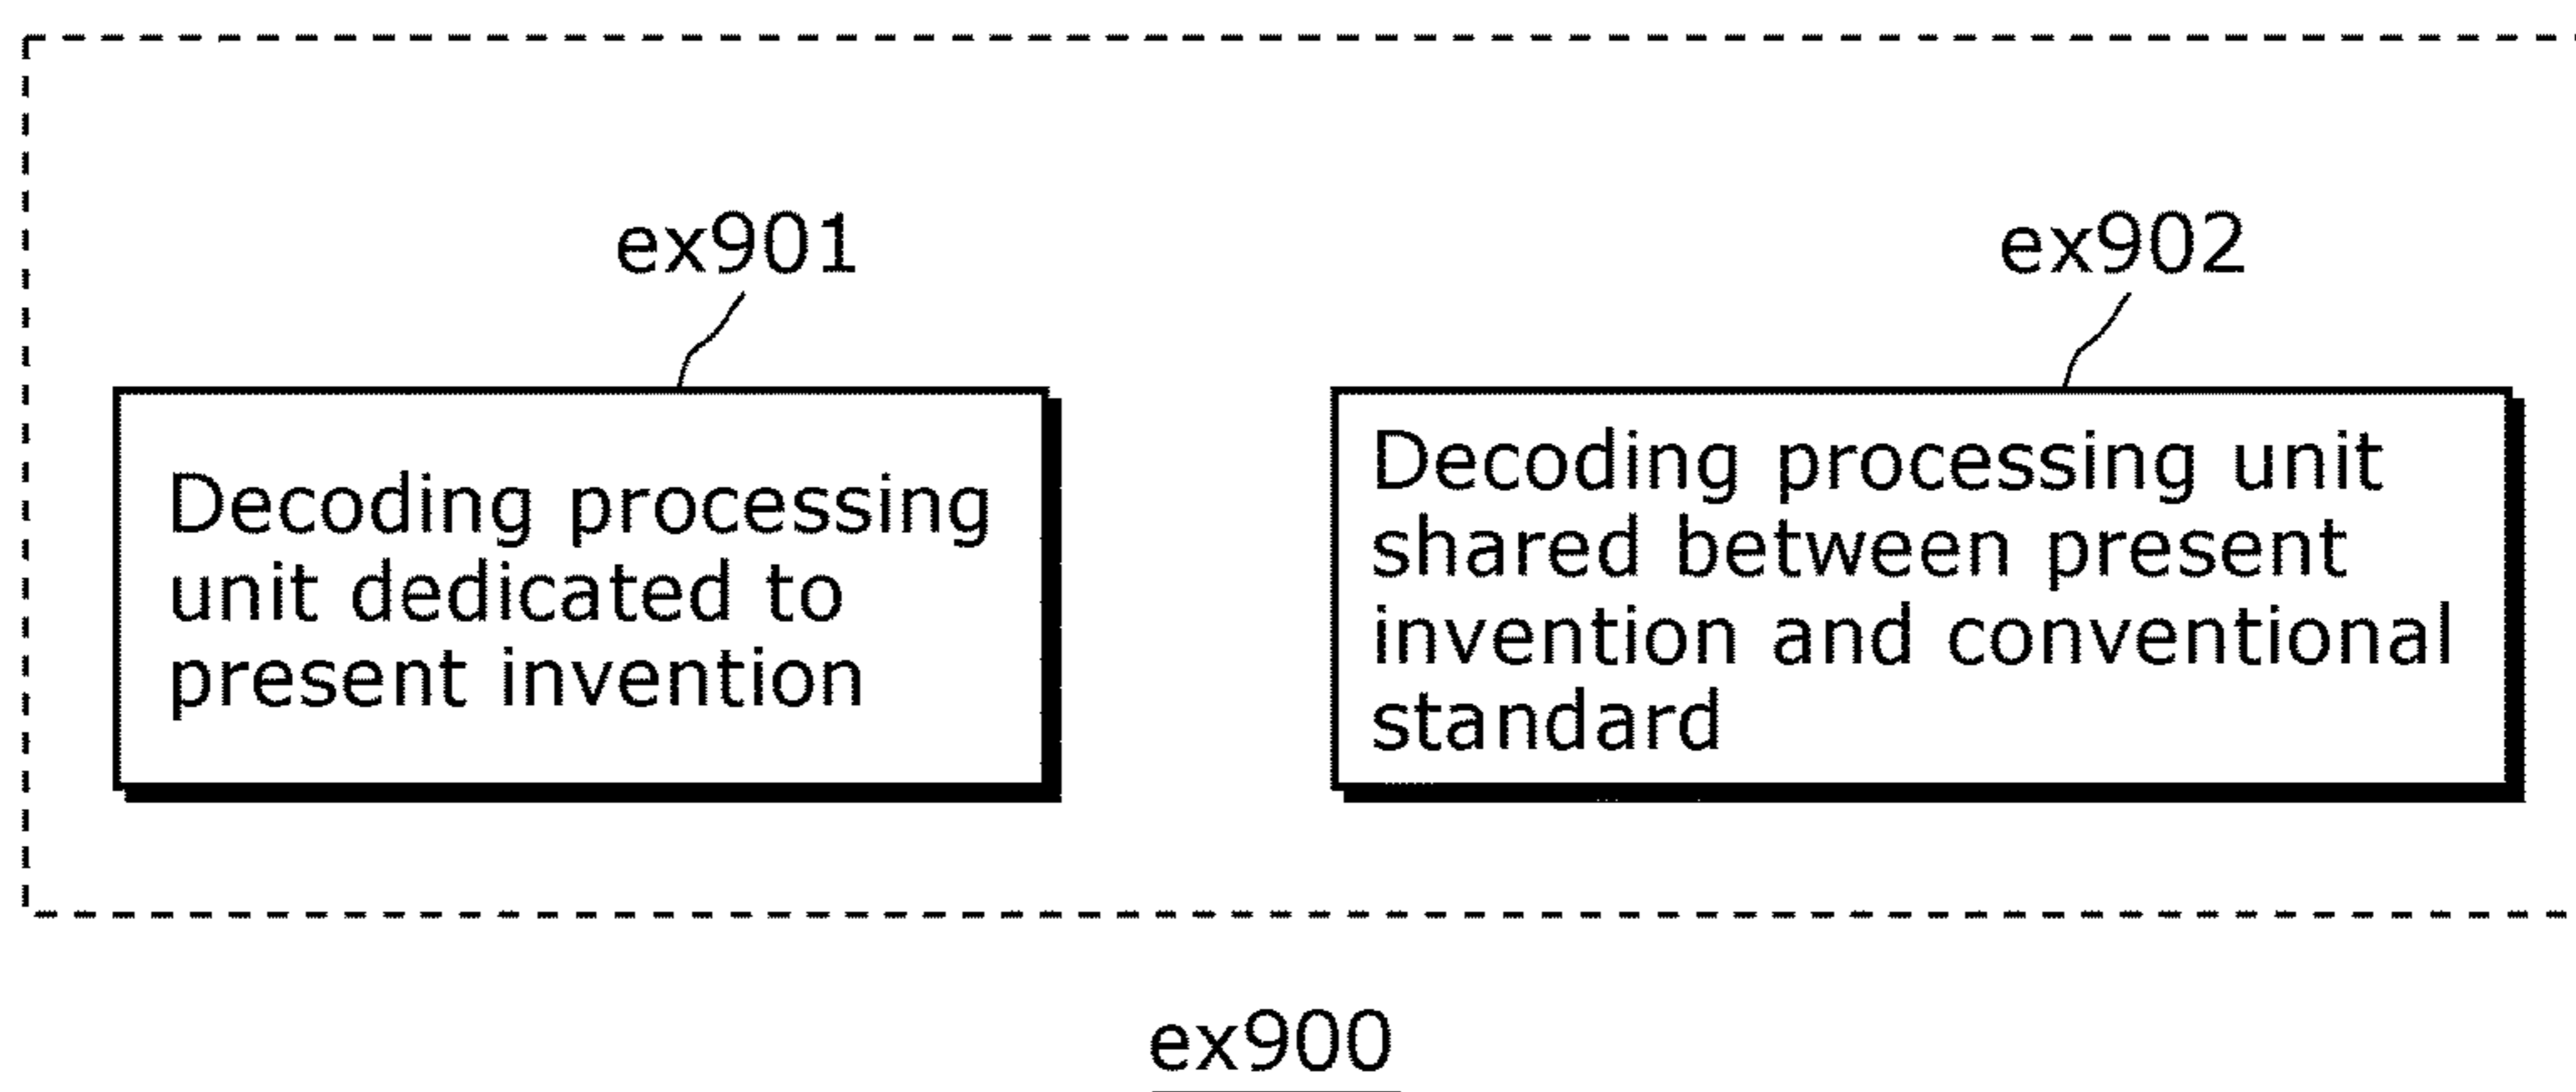 ex901
Decoding processing
unit dedicated to
present invention
ex902
Decoding processing unit
shared between present
invention and conventional
standard
ex900